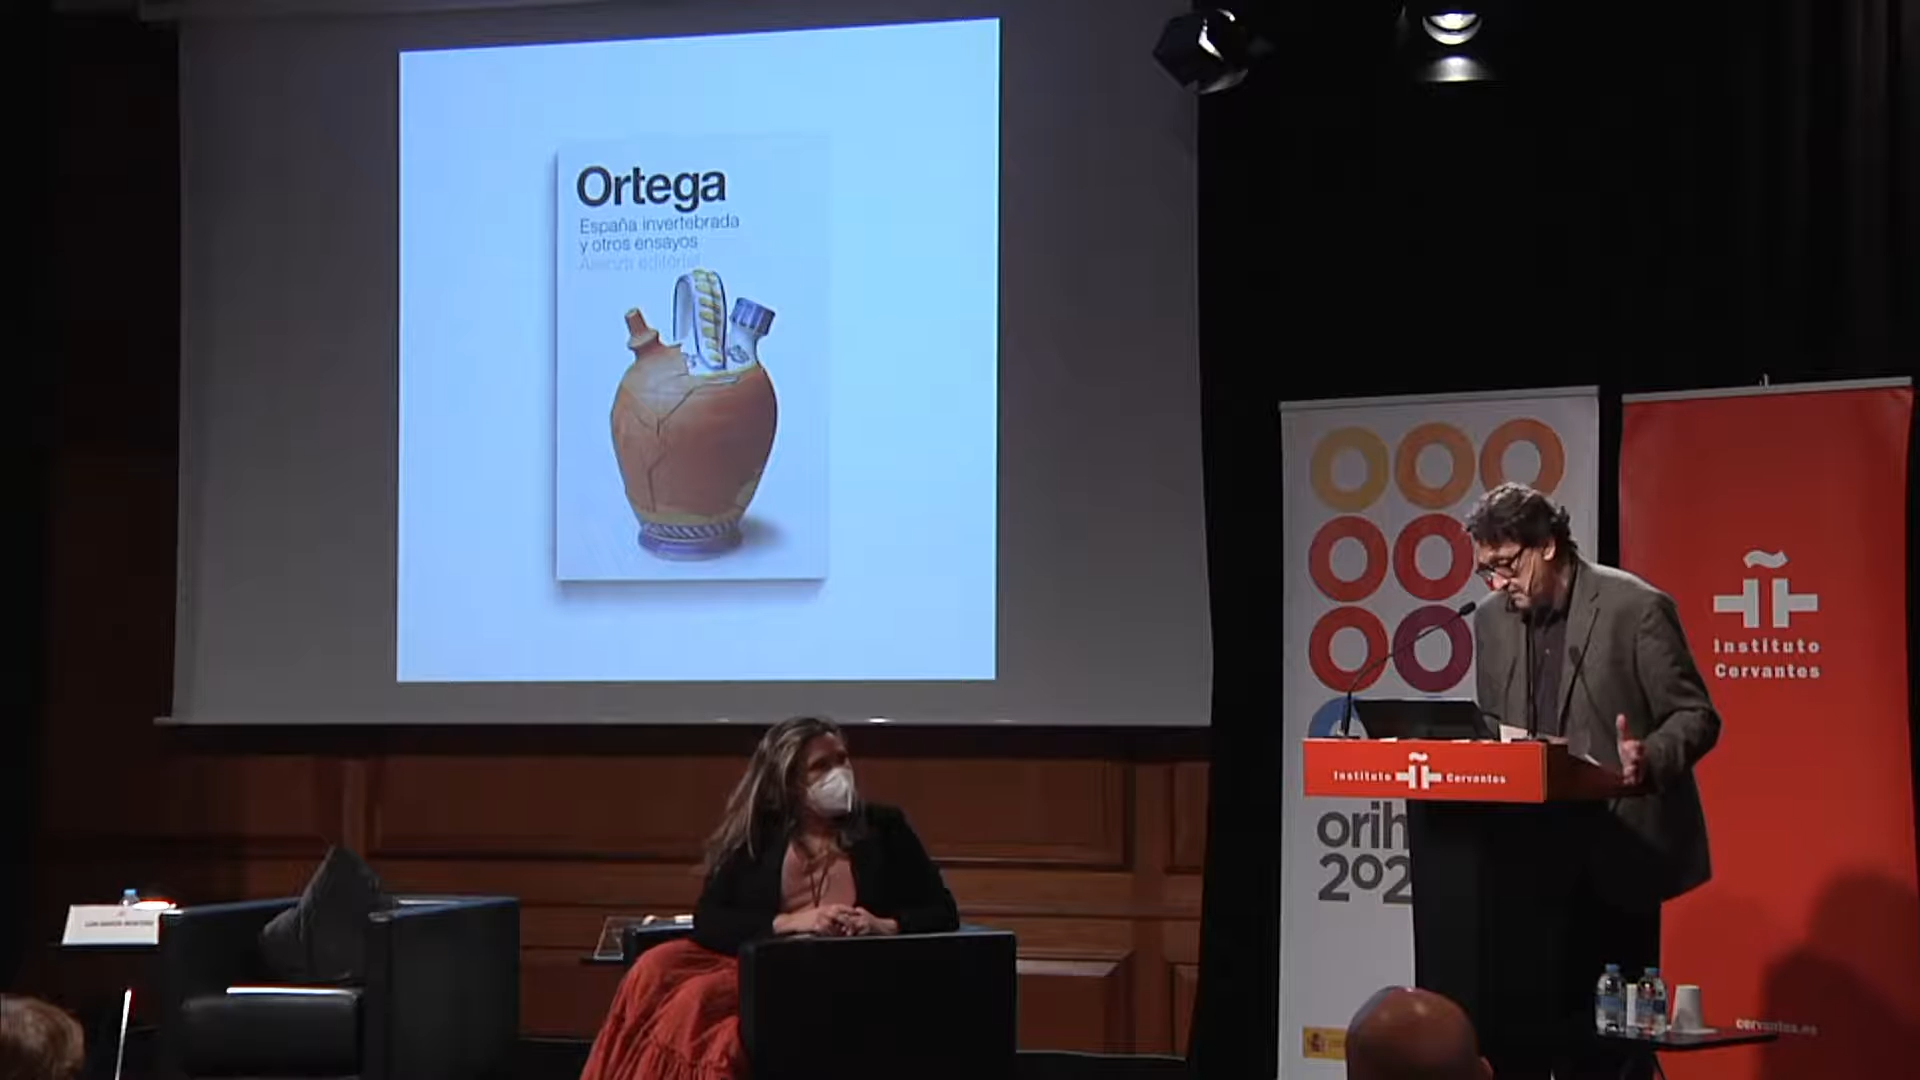 Ortega
España invertebrada
y otros ensayos
Alianza editorial
Instituto
Cervantes
Instituto Cervantes
orih
202
cervantes.es